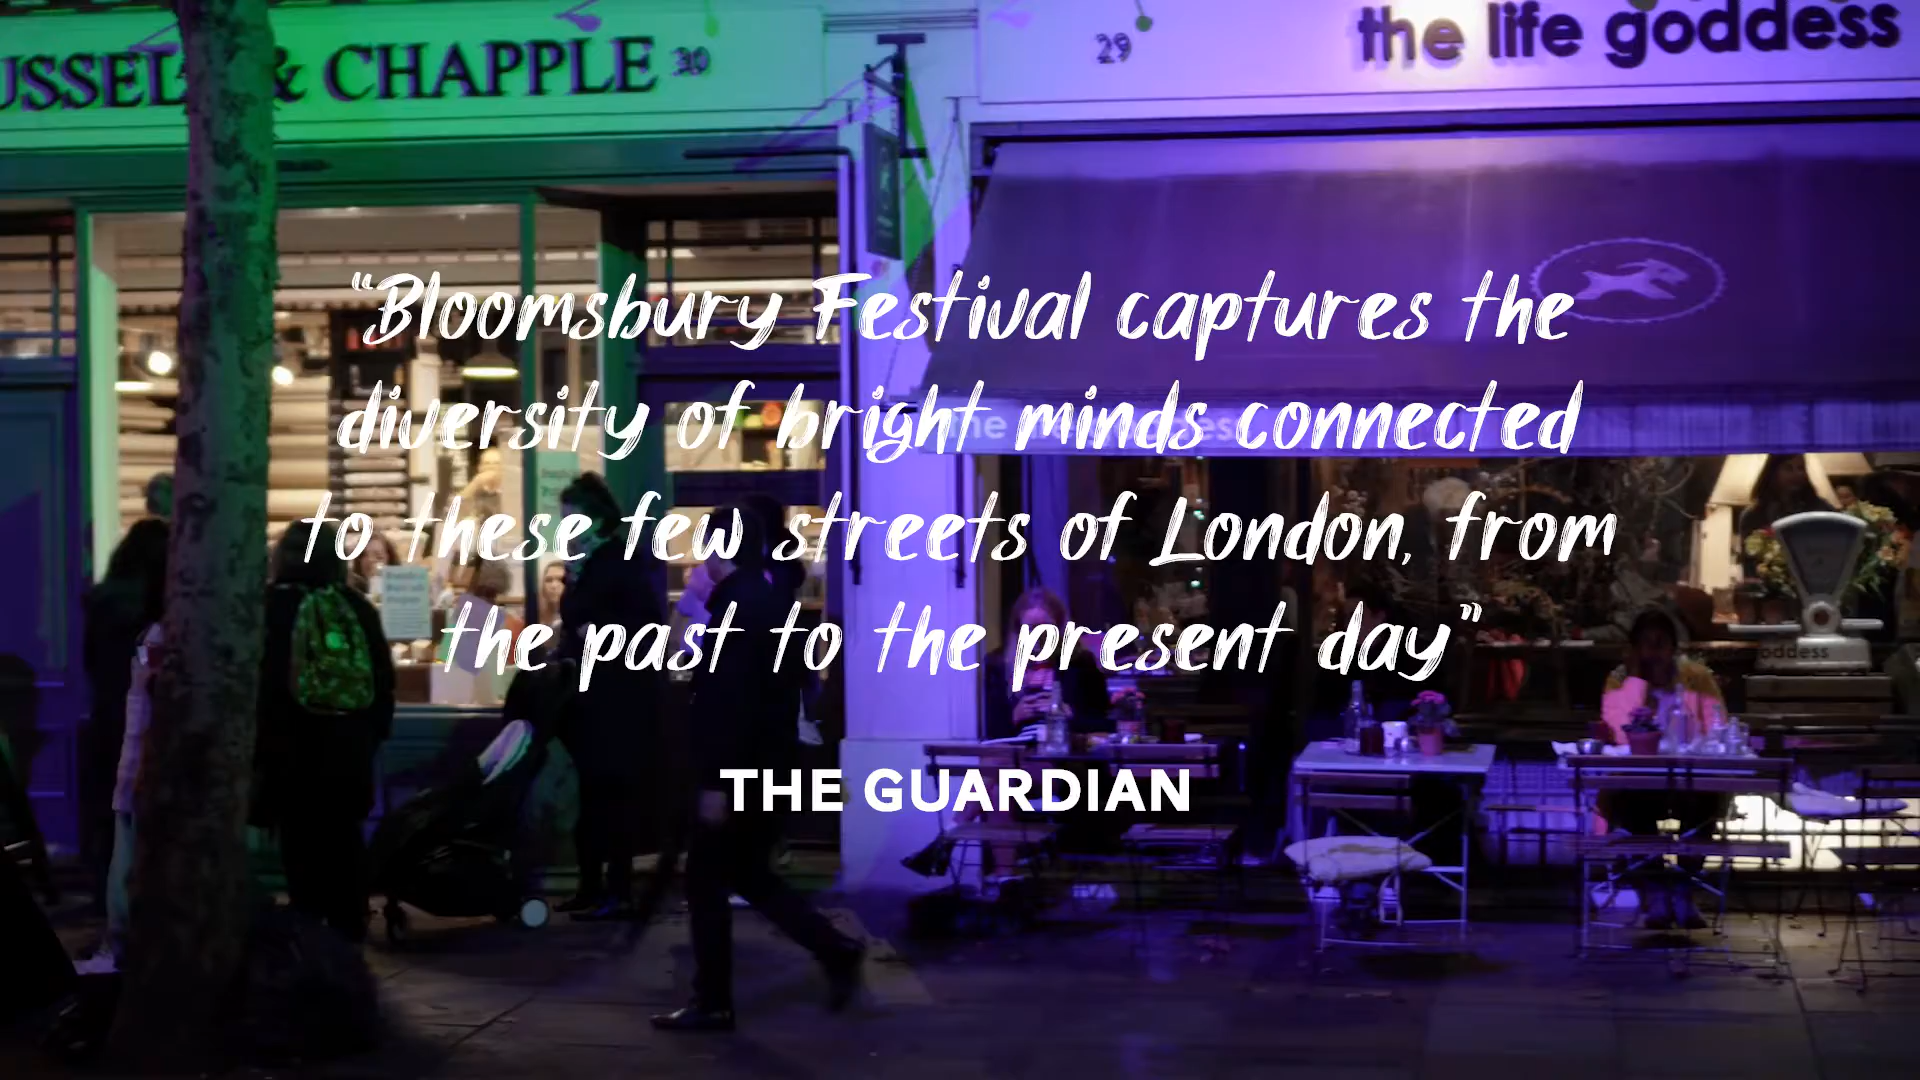 USSEL & CHAPPLE 30
29
the life goddess
“Bloomsbury Festival captures the
diversity of bright minds connected
to these few streets of London, from
the past to the present day”
THE GUARDIAN